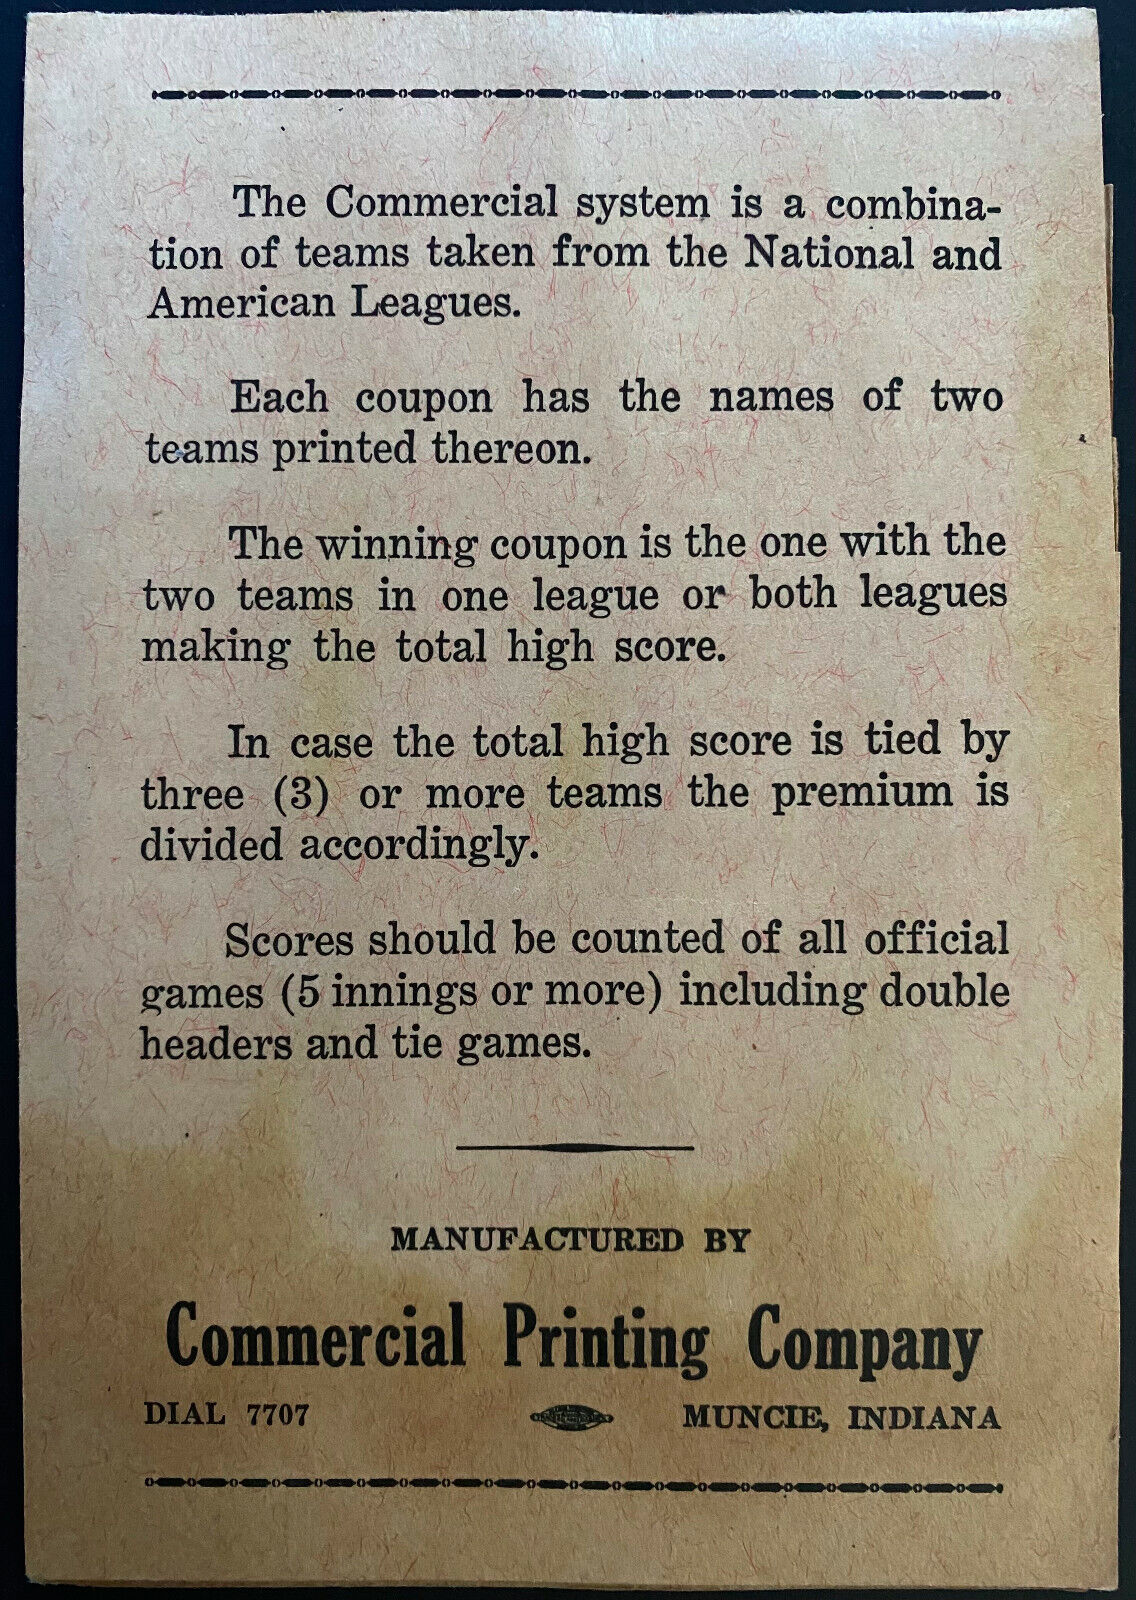 The Commercial system is a combina-
tion of teams taken from the National and
American Leagues.
Each coupon has the names of two
teams printed thereon.
The winning coupon is the one with the
two teams in one league or both leagues
making the total high score.
In case the total high score is tied by
three (3) or more teams the premium is
divided accordingly.
Scores should be counted of all official
games (5 innings or more) including double
headers and tie games.
MANUFACTURED BY
Commercial Printing Company
DIAL 7707 MUNCIE, INDIANA